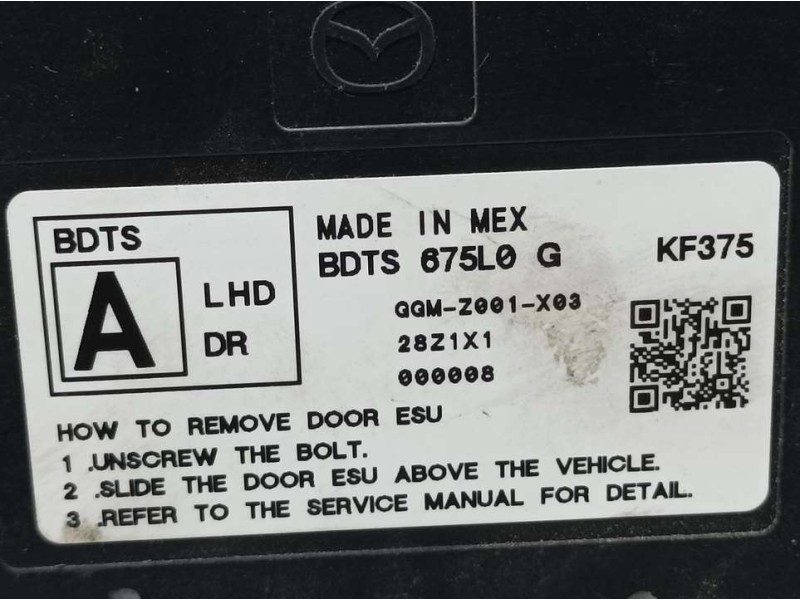 BDTS
A
LHD
DR
MADE IN MEX
BDTS 675L0 G
KF375
GGM-Z001-X03
28Z1X1
000008
HOW TO REMOVE DOOR ESU
1 .UNSCREW THE BOLT.
2 .SLIDE THE DOOR ESU ABOVE THE VEHICLE.
3 .REFER TO THE SERVICE MANUAL FOR DETAIL.